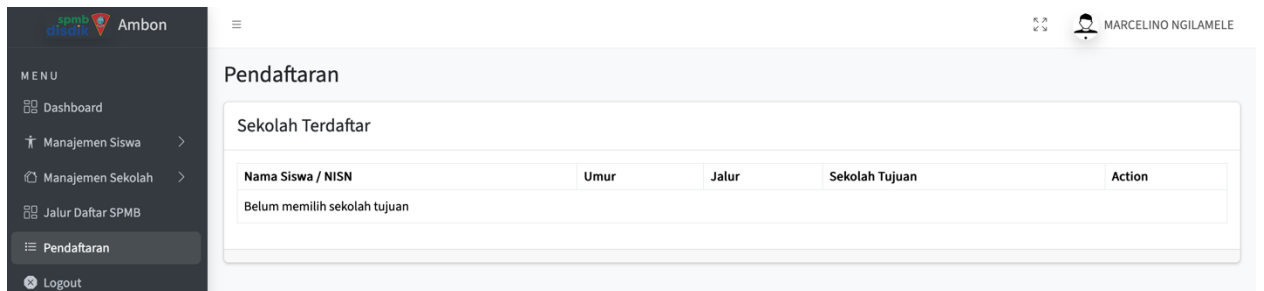 spmb
disdik
Ambon
MARCELINO NGILAMELE
MENU
Dashboard
Manajemen Siswa
Manajemen Sekolah
Jalur Daftar SPMB
Pendaftaran
Logout
Pendaftaran
Sekolah Terdaftar
Nama Siswa / NISN Umur Jalur Sekolah Tujuan Action
Belum memilih sekolah tujuan